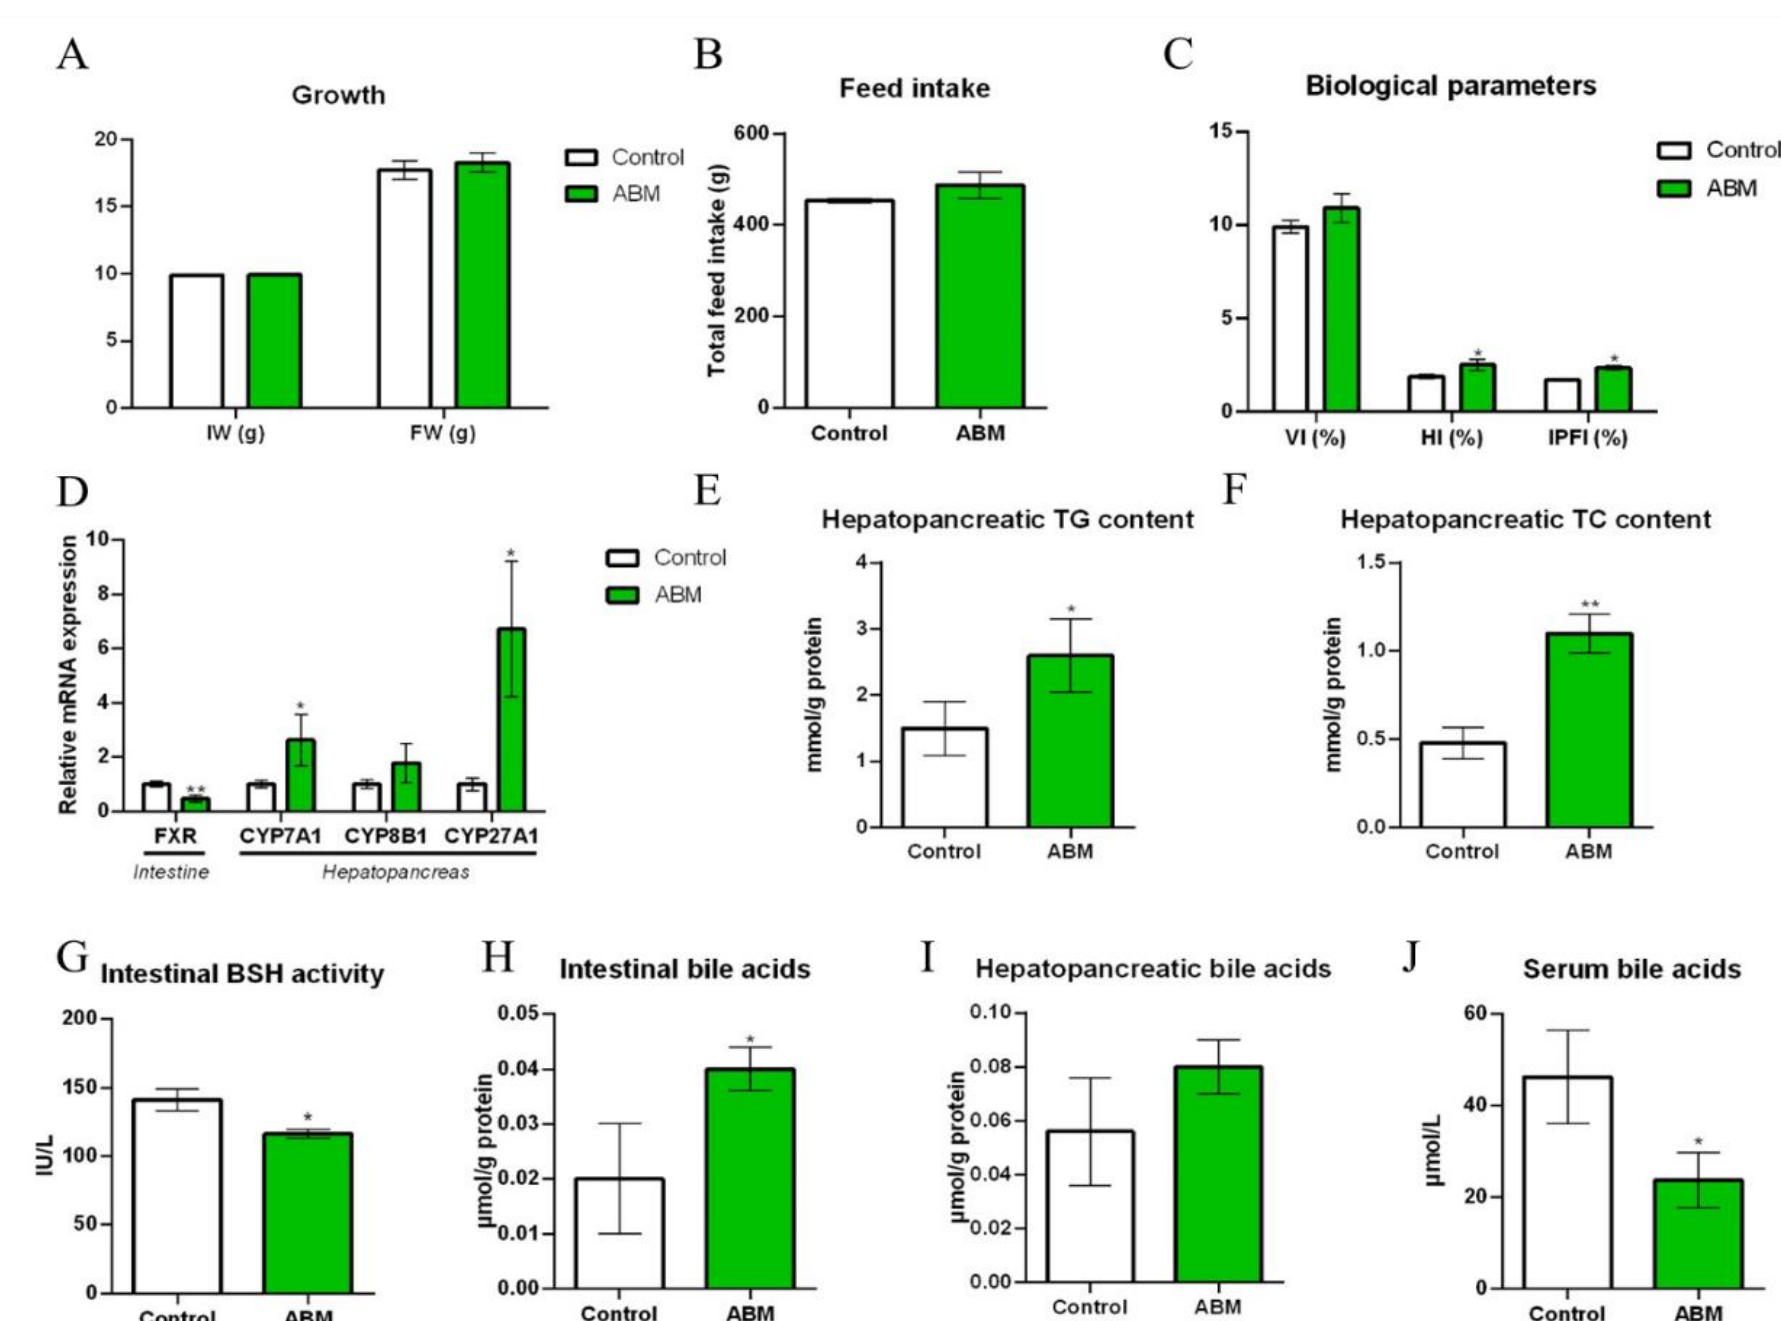 A
Growth
20
15
10
5
0
IW (g)
FW (g)
Control
ABM
B
Feed intake
Total feed intake (g)
600
400
200
0
Control
ABM
C
Biological parameters
15
10
5
0
VI (%)
HI (%)
IPFI (%)
*
*
Control
ABM
D
Relative mRNA expression
10
8
6
4
2
0
**
*
*
FXR
CYP7A1
CYP8B1
CYP27A1
Intestine
Hepatopancreas
Control
ABM
E
Hepatopancreatic TG content
mmol/g protein
4
3
2
1
0
*
Control
ABM
F
Hepatopancreatic TC content
mmol/g protein
1.5
1.0
0.5
0.0
**
Control
ABM
G
Intestinal BSH activity
IU/L
200
150
100
50
0
*
Control
ABM
H
Intestinal bile acids
µmol/g protein
0.05
0.04
0.03
0.02
0.01
0.00
*
Control
ABM
I
Hepatopancreatic bile acids
µmol/g protein
0.10
0.08
0.06
0.04
0.02
0.00
Control
ABM
J
Serum bile acids
µmol/L
60
40
20
0
*
Control
ABM